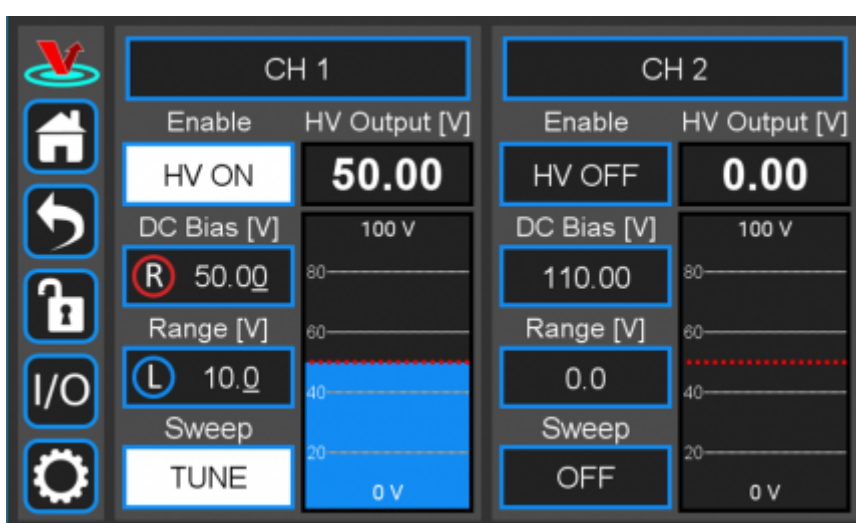 CH 1
Enable HV Output [V]
HV ON 50.00
DC Bias [V] 100 V
R 50.00 80
Range [V] 60
L 10.0 40
Sweep
TUNE 20
0 V
CH 2
Enable HV Output [V]
HV OFF 0.00
DC Bias [V] 100 V
110.00 80
Range [V] 60
0.0 40
Sweep
OFF 20
0 V
I/O